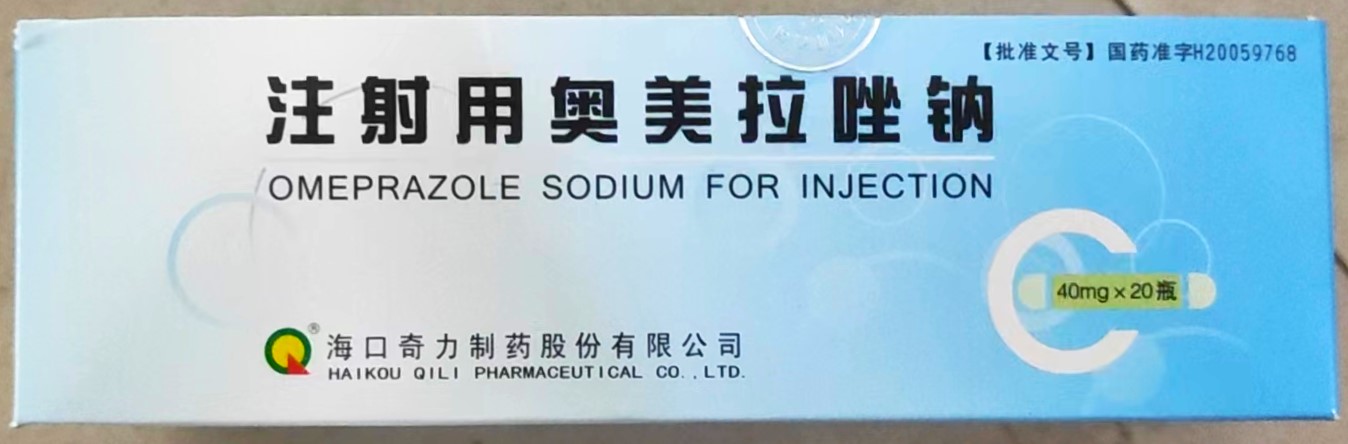 【批准文号】国药准字H20059768
注射用奥美拉唑钠
OMEPRAZOLE SODIUM FOR INJECTION
40mg×20瓶
®
海口奇力制药股份有限公司
HAIKOU QILI PHARMACEUTICAL CO.,LTD.